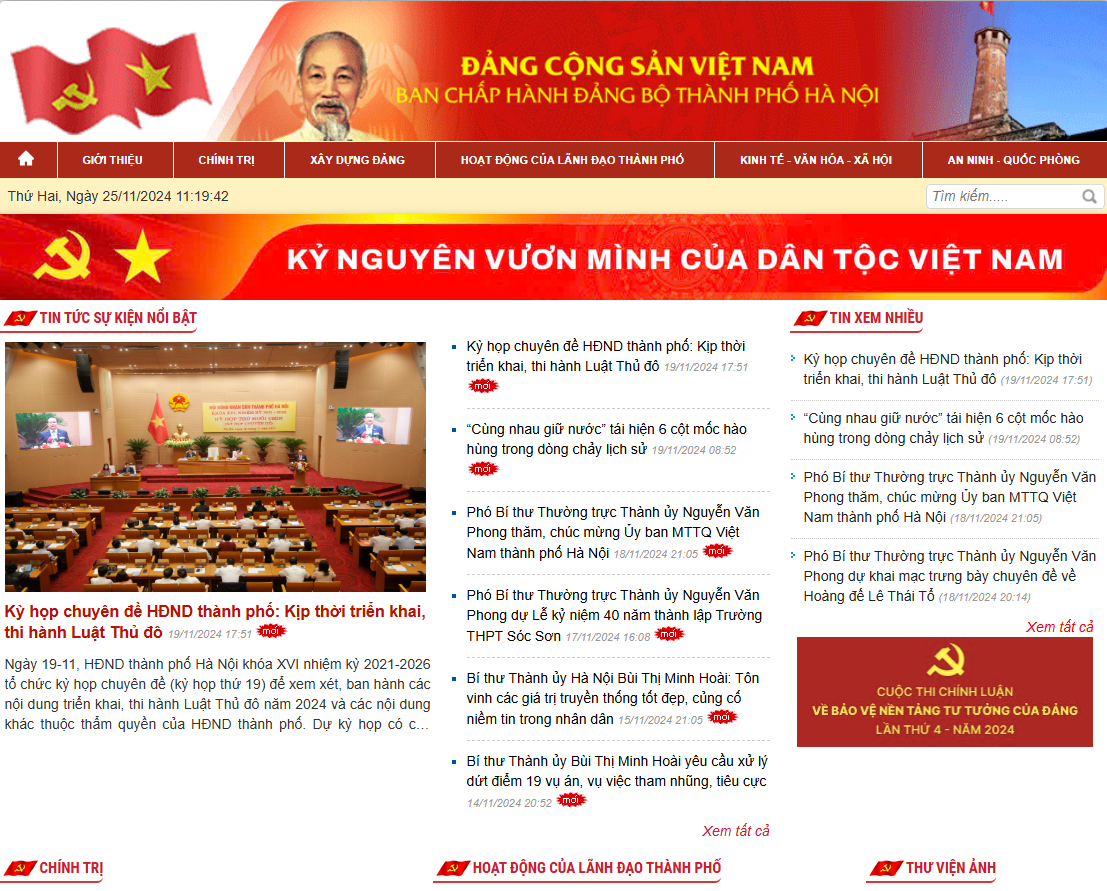 ĐẢNG CỘNG SẢN VIỆT NAM
BAN CHẤP HÀNH ĐẢNG BỘ THÀNH PHỐ HÀ NỘI
GIỚI THIỆU
CHÍNH TRỊ
XÂY DỰNG ĐẢNG
HOẠT ĐỘNG CỦA LÃNH ĐẠO THÀNH PHỐ
KINH TẾ - VĂN HÓA - XÃ HỘI
AN NINH - QUỐC PHÒNG
Thứ Hai, Ngày 25/11/2024 11:19:42
Tìm kiếm.....
KỶ NGUYÊN VƯƠN MÌNH CỦA DÂN TỘC VIỆT NAM
TIN TỨC SỰ KIỆN NỔI BẬT
HỘI ĐỒNG NHÂN DÂN THÀNH PHỐ HÀ NỘI
Kỳ họp chuyên đề HĐND thành phố: Kịp thời triển khai,
thi hành Luật Thủ đô 19/11/2024 17:51 mới
Ngày 19-11, HĐND thành phố Hà Nội khóa XVI nhiệm kỳ 2021-2026
tổ chức kỳ họp chuyên đề (kỳ họp thứ 19) để xem xét, ban hành các
nội dung triển khai, thi hành Luật Thủ đô năm 2024 và các nội dung
khác thuộc thẩm quyền của HĐND thành phố. Dự kỳ họp có c…
Kỳ họp chuyên đề HĐND thành phố: Kịp thời
triển khai, thi hành Luật Thủ đô 19/11/2024 17:51
mới
“Cùng nhau giữ nước” tái hiện 6 cột mốc hào
hùng trong dòng chảy lịch sử 19/11/2024 08:52
mới
Phó Bí thư Thường trực Thành ủy Nguyễn Văn
Phong thăm, chúc mừng Ủy ban MTTQ Việt
Nam thành phố Hà Nội 18/11/2024 21:05 mới
Phó Bí thư Thường trực Thành ủy Nguyễn Văn
Phong dự Lễ kỷ niệm 40 năm thành lập Trường
THPT Sóc Sơn 17/11/2024 16:08 mới
Bí thư Thành ủy Hà Nội Bùi Thị Minh Hoài: Tôn
vinh các giá trị truyền thống tốt đẹp, củng cố
niềm tin trong nhân dân 15/11/2024 21:05 mới
Bí thư Thành ủy Bùi Thị Minh Hoài yêu cầu xử lý
dứt điểm 19 vụ án, vụ việc tham nhũng, tiêu cực
14/11/2024 20:52 mới
Xem tất cả
TIN XEM NHIỀU
Kỳ họp chuyên đề HĐND thành phố: Kịp thời
triển khai, thi hành Luật Thủ đô (19/11/2024 17:51)
“Cùng nhau giữ nước” tái hiện 6 cột mốc hào
hùng trong dòng chảy lịch sử (19/11/2024 08:52)
Phó Bí thư Thường trực Thành ủy Nguyễn Văn
Phong thăm, chúc mừng Ủy ban MTTQ Việt
Nam thành phố Hà Nội (18/11/2024 21:05)
Phó Bí thư Thường trực Thành ủy Nguyễn Văn
Phong dự khai mạc trưng bày chuyên đề về
Hoàng đế Lê Thái Tổ (18/11/2024 20:14)
Xem tất cả
CUỘC THI CHÍNH LUẬN
VỀ BẢO VỆ NỀN TẢNG TƯ TƯỞNG CỦA ĐẢNG
LẦN THỨ 4 - NĂM 2024
CHÍNH TRỊ
HOẠT ĐỘNG CỦA LÃNH ĐẠO THÀNH PHỐ
THƯ VIỆN ẢNH